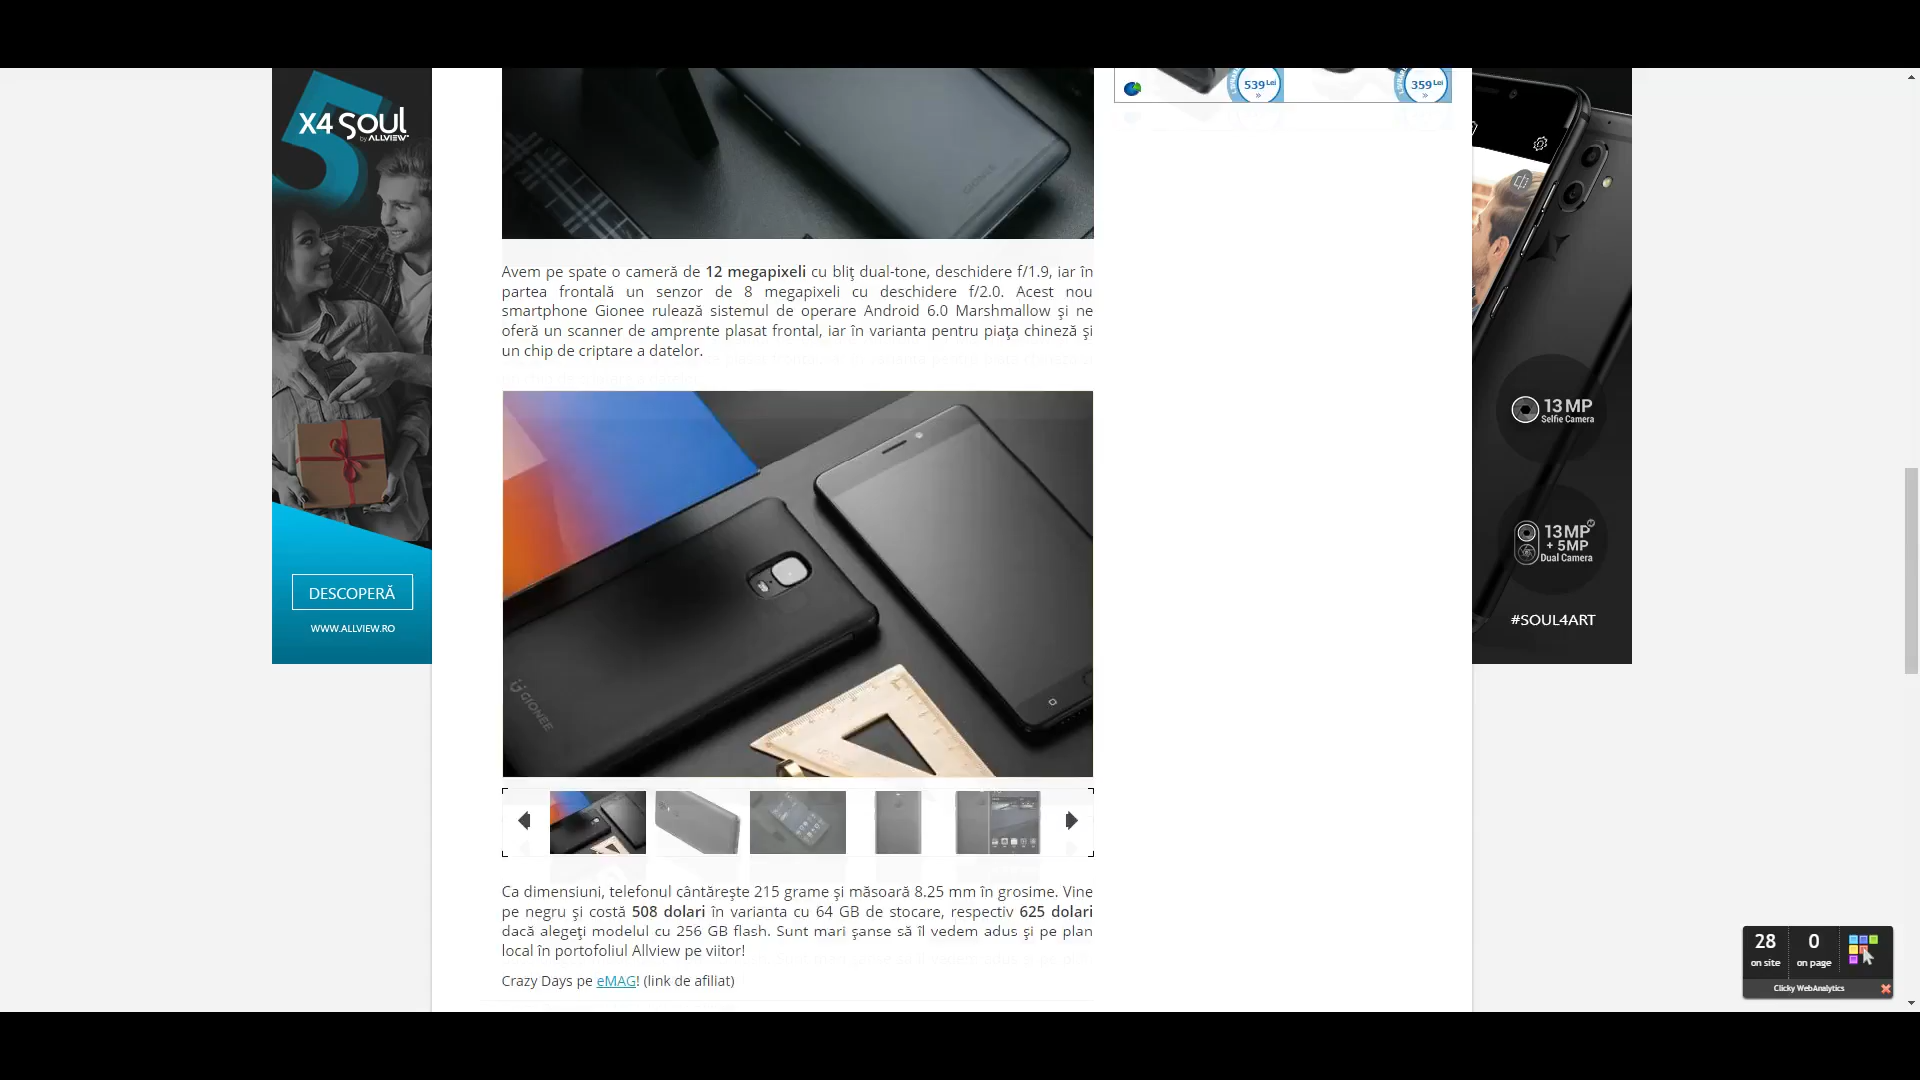 X4 Soul
by ALLVIEW
DESCOPERĂ
WWW.ALLVIEW.RO
539 Lei
»
359 Lei
»
GIONEE
Avem pe spate o cameră de 12 megapixeli cu bliţ dual-tone, deschidere f/1.9, iar în
partea frontală un senzor de 8 megapixeli cu deschidere f/2.0. Acest nou
smartphone Gionee rulează sistemul de operare Android 6.0 Marshmallow şi ne
oferă un scanner de amprente plasat frontal, iar în varianta pentru piaţa chineză şi
un chip de criptare a datelor.
GIONEE
Ca dimensiuni, telefonul cântăreşte 215 grame şi măsoară 8.25 mm în grosime. Vine
pe negru şi costă 508 dolari în varianta cu 64 GB de stocare, respectiv 625 dolari
dacă alegeţi modelul cu 256 GB flash. Sunt mari şanse să îl vedem adus şi pe plan
local în portofoliul Allview pe viitor!
Crazy Days pe eMAG! (link de afiliat)
13 MP
Selfie Camera
13MP
+ 5MP
Dual Camera
#SOUL4ART
28
on site
0
on page
Clicky WebAnalytics